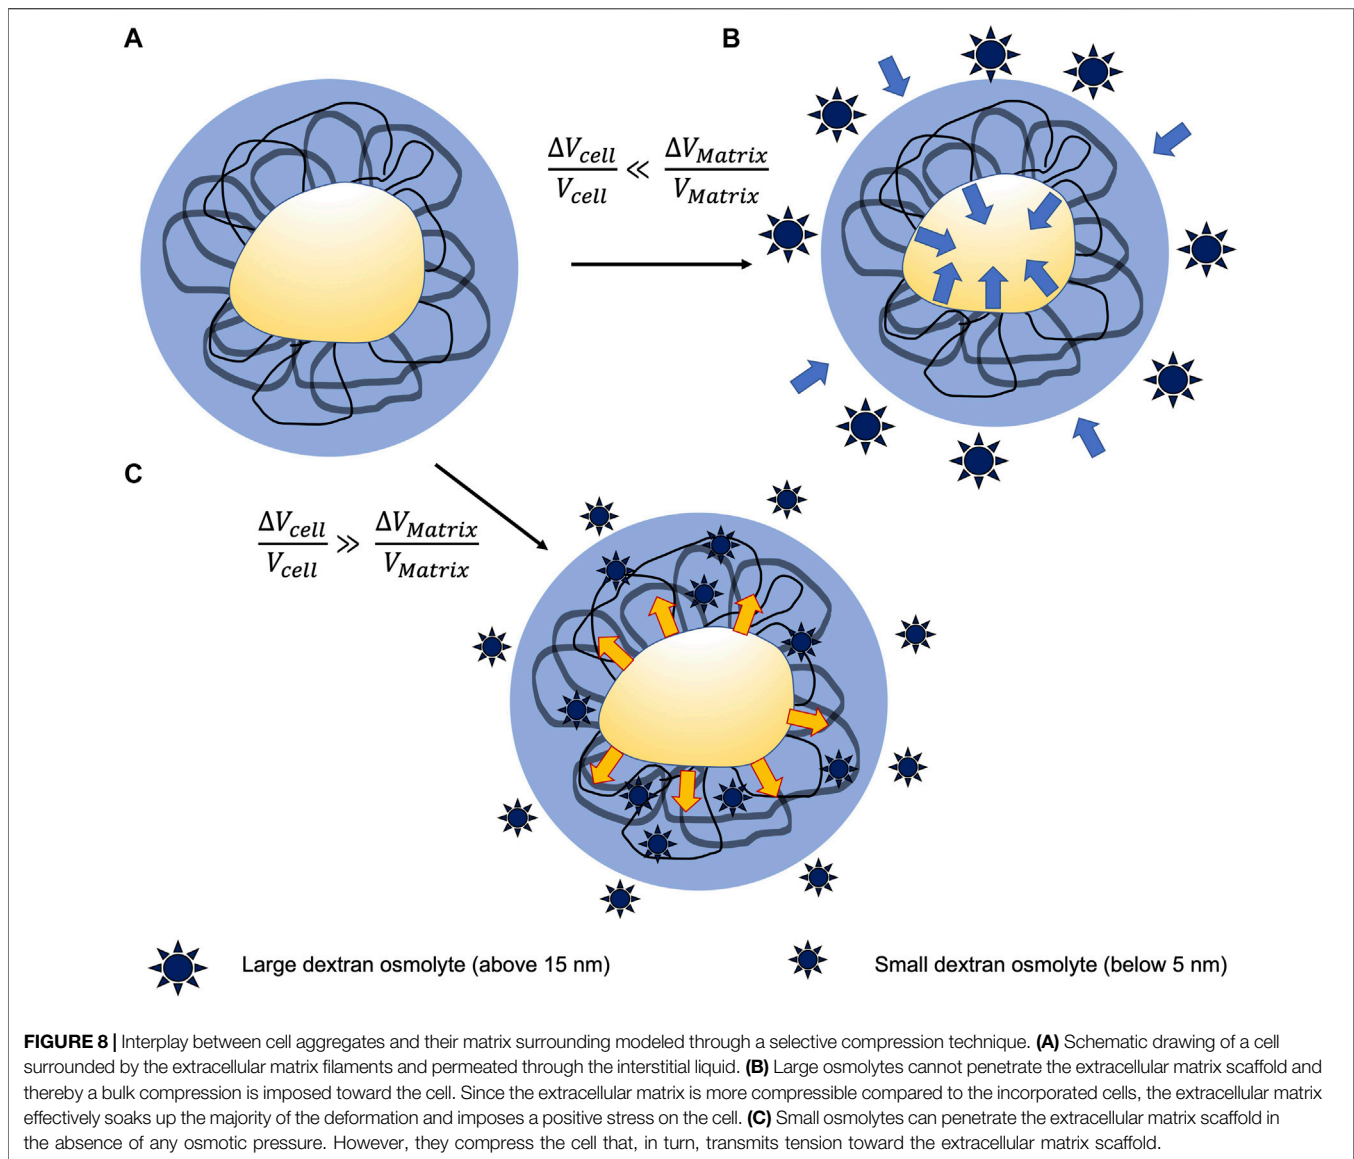 A
B
ΔV_cell / V_cell ≪ ΔV_Matrix / V_Matrix
C
ΔV_cell / V_cell ≫ ΔV_Matrix / V_Matrix
Large dextran osmolyte (above 15 nm)
Small dextran osmolyte (below 5 nm)
FIGURE 8 | Interplay between cell aggregates and their matrix surrounding modeled through a selective compression technique. (A) Schematic drawing of a cell
surrounded by the extracellular matrix filaments and permeated through the interstitial liquid. (B) Large osmolytes cannot penetrate the extracellular matrix scaffold and
thereby a bulk compression is imposed toward the cell. Since the extracellular matrix is more compressible compared to the incorporated cells, the extracellular matrix
effectively soaks up the majority of the deformation and imposes a positive stress on the cell. (C) Small osmolytes can penetrate the extracellular matrix scaffold in
the absence of any osmotic pressure. However, they compress the cell that, in turn, transmits tension toward the extracellular matrix scaffold.